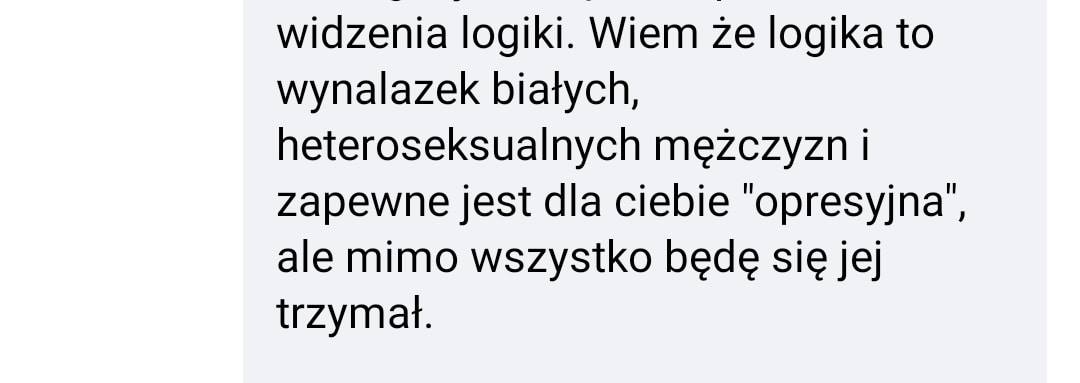 widzenia logiki. Wiem że logika to
wynalazek białych,
heteroseksualnych mężczyzn i
zapewne jest dla ciebie "opresyjna",
ale mimo wszystko będę się jej
trzymał.